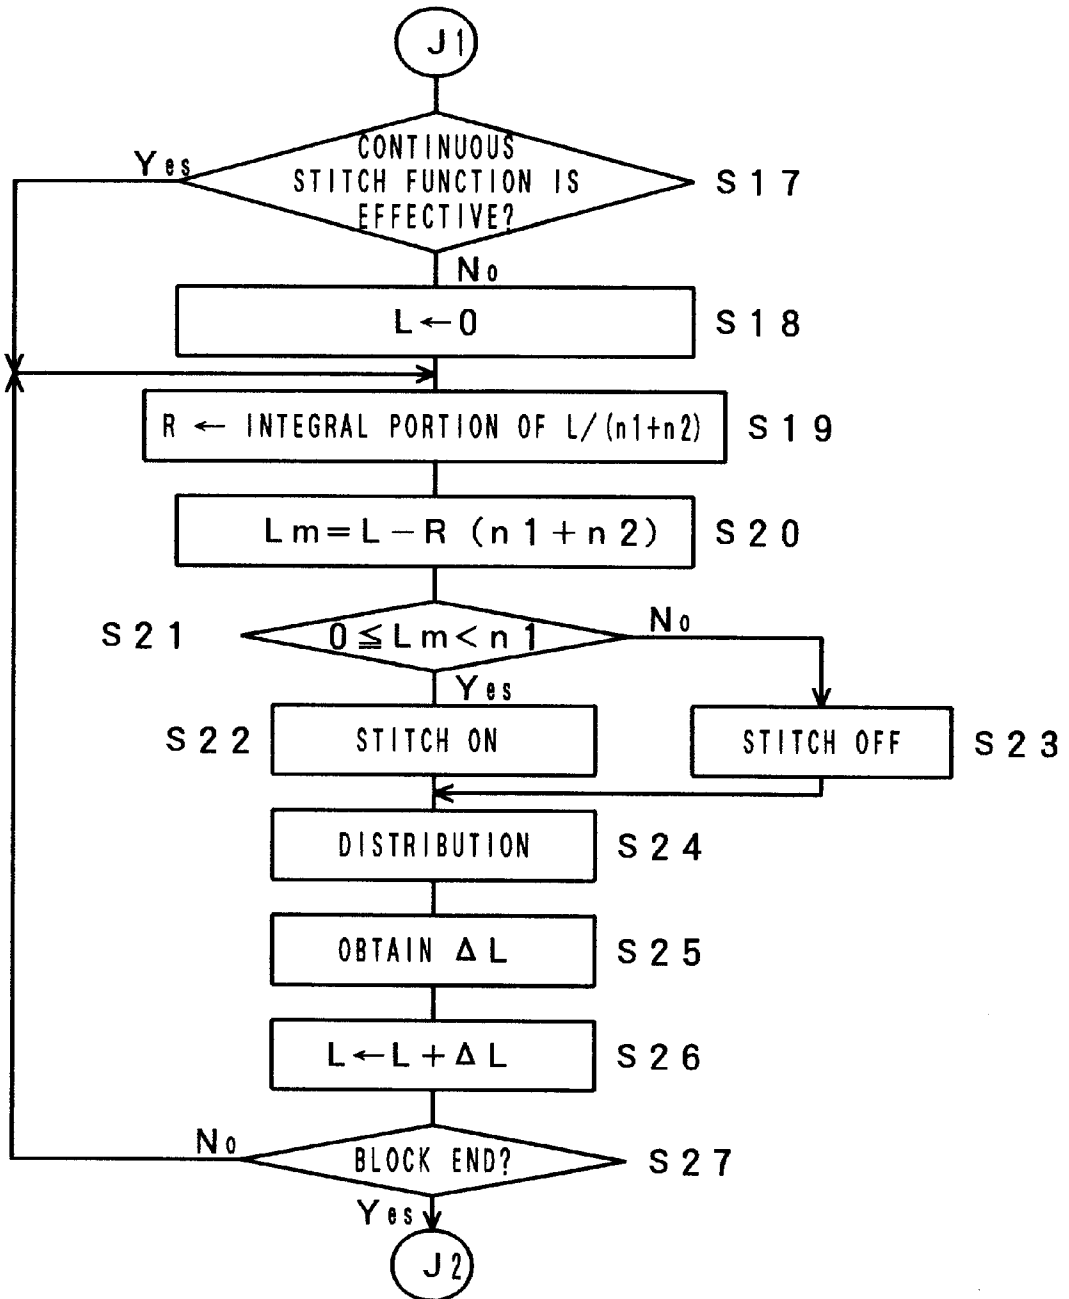 J1
CONTINUOUS
STITCH FUNCTION IS
EFFECTIVE?
Yes
S17
No
L←0
S18
R ← INTEGRAL PORTION OF L/(n1+n2)
S19
Lm=L-R (n1+n2)
S20
S21
0≦Lm<n1
No
Yes
S22
STITCH ON
STITCH OFF
S23
DISTRIBUTION
S24
OBTAIN ΔL
S25
L←L+ΔL
S26
No
BLOCK END?
S27
Yes
J2